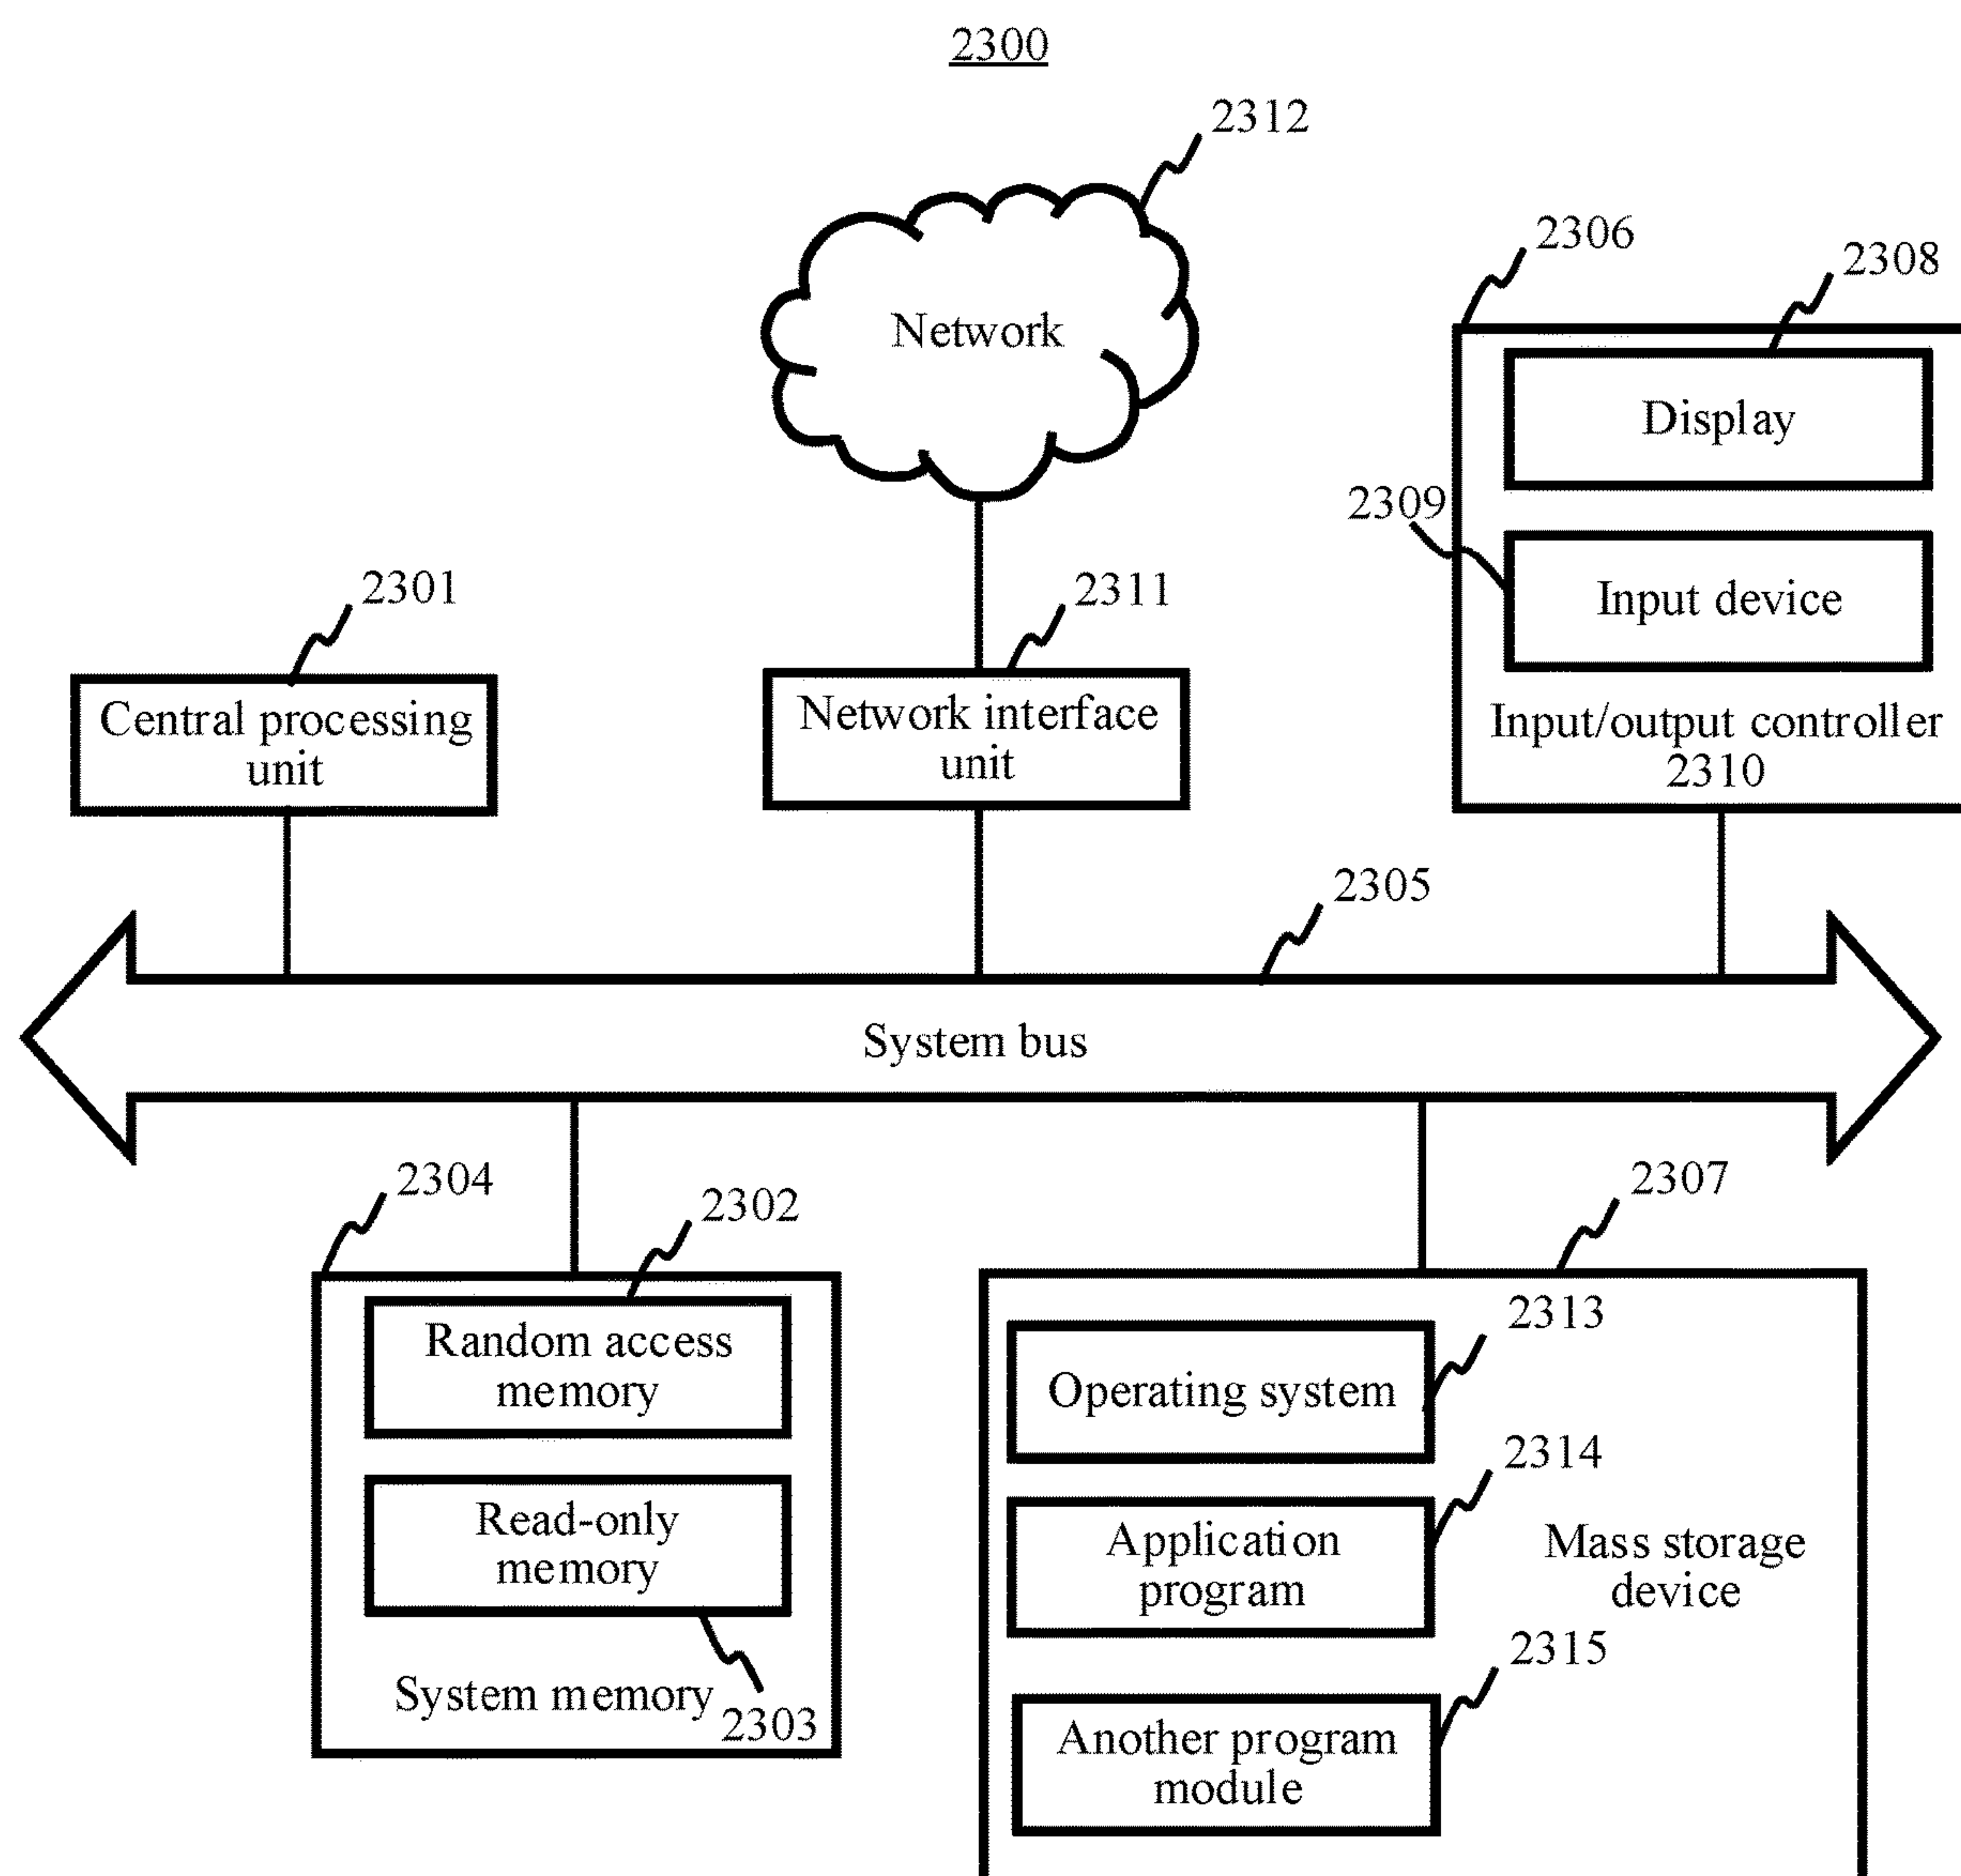 2300
2312
Network
2306
2308
Display
2309
Input device
Input/output controller
2310
2301
Central processing
unit
2311
Network interface
unit
2305
System bus
2304
2302
Random access
memory
Read-only
memory
System memory
2303
2307
2313
Operating system
2314
Application
program
Mass storage
device
2315
Another program
module